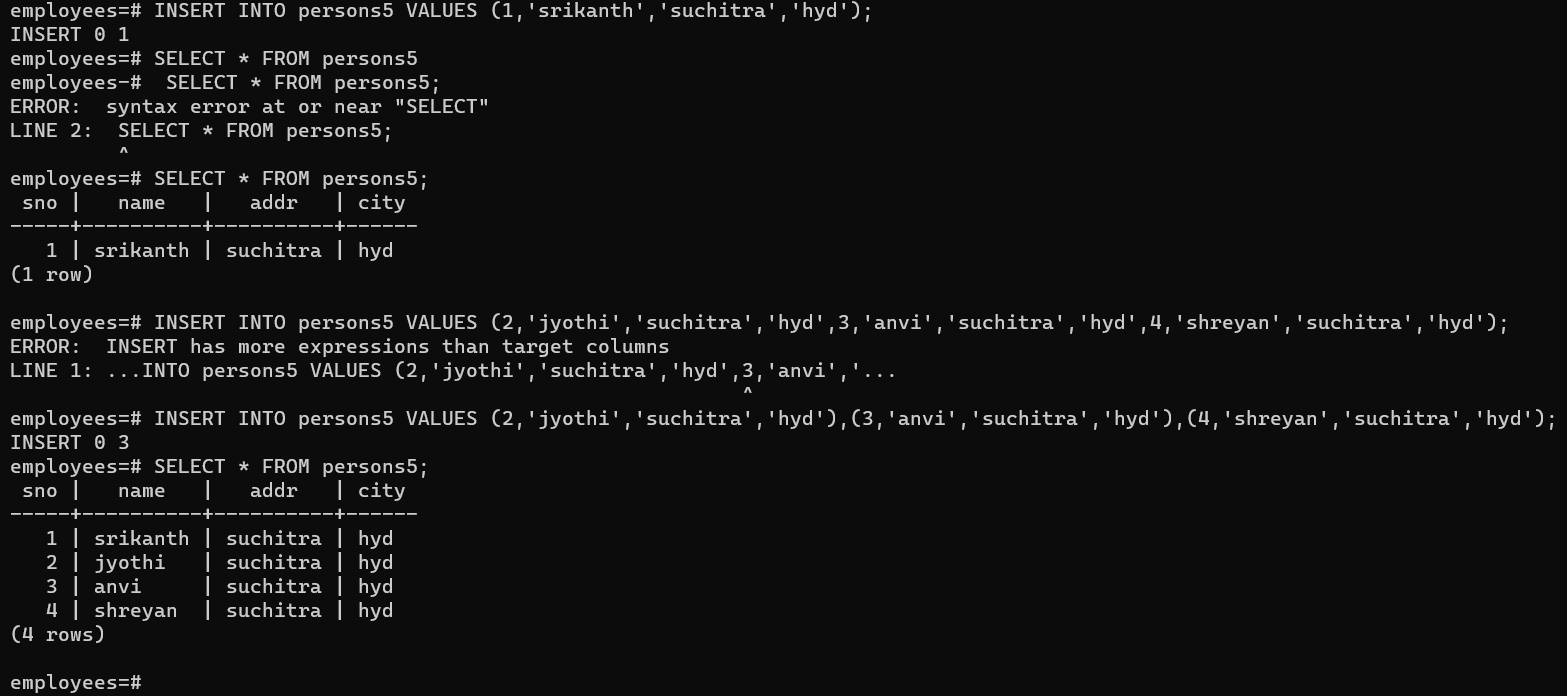 employees=# INSERT INTO persons5 VALUES (1,'srikanth','suchitra','hyd');
INSERT 0 1
employees=# SELECT * FROM persons5
employees-#  SELECT * FROM persons5;
ERROR:  syntax error at or near "SELECT"
LINE 2:  SELECT * FROM persons5;
         ^
employees=# SELECT * FROM persons5;
 sno |   name   |   addr   | city
-----+----------+----------+------
   1 | srikanth | suchitra | hyd
(1 row)

employees=# INSERT INTO persons5 VALUES (2,'jyothi','suchitra','hyd',3,'anvi','suchitra','hyd',4,'shreyan','suchitra','hyd');
ERROR:  INSERT has more expressions than target columns
LINE 1: ...INTO persons5 VALUES (2,'jyothi','suchitra','hyd',3,'anvi','...
                                                             ^
employees=# INSERT INTO persons5 VALUES (2,'jyothi','suchitra','hyd'),(3,'anvi','suchitra','hyd'),(4,'shreyan','suchitra','hyd');
INSERT 0 3
employees=# SELECT * FROM persons5;
 sno |   name   |   addr   | city
-----+----------+----------+------
   1 | srikanth | suchitra | hyd
   2 | jyothi   | suchitra | hyd
   3 | anvi     | suchitra | hyd
   4 | shreyan  | suchitra | hyd
(4 rows)

employees=#